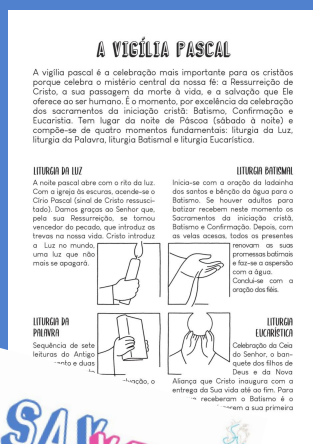 A VIGÍLIA PASCAL
A vigília pascal é a celebração mais importante para os cristãos
porque celebra o mistério central da nossa fé: a Ressurreição de
Cristo, a sua passagem da morte à vida, e a salvação que Ele
oferece ao ser humano. É o momento, por excelência da celebração
dos sacramentos da iniciação cristã: Batismo, Confirmação e
Eucaristia. Tem lugar da noite de Páscoa (sábado à noite) e
compõe-se de quatro momentos fundamentais: liturgia da Luz,
liturgia da Palavra, liturgia Batismal e liturgia Eucarística.
LITURGIA DA LUZ
A noite pascal abre com o rito da luz.
Com a igreja às escuras, acende-se o
Círio Pascal (sinal de Cristo ressusci-
tado). Damos graças ao Senhor que,
pela sua Ressurreição, se tornou
vencedor do pecado, que introduz as
trevas na nossa vida. Cristo introduz
a Luz no mundo,
uma luz que não
mais se apagará.
LITURGIA BATISMAL
Inicia-se com a oração da ladainha
dos santos e bênção da água para o
Batismo. Se houver adultos para
batizar recebem neste momento os
Sacramentos da iniciação cristã,
Batismo e Confirmação. Depois, com
as velas acesas, todos os presentes
renovam as suas
promessas batimais
e faz-se a aspersão
com a água.
Conclui-se com a
oração dos fiéis.
LITURGIA DA
PALAVRA
Sequência de sete
leituras do Antigo
e duas
o
LITURGIA
EUCARÍSTICA
Celebração da Ceia
do Senhor, o ban-
quete dos filhos de
Deus e da Nova
Aliança que Cristo inaugura com a
entrega da Sua vida até ao fim. Para
receberam o Batismo é o
a sua primeira